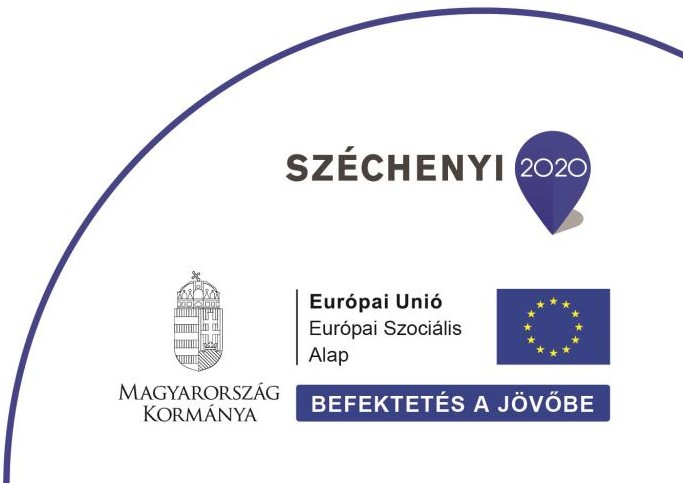 SZÉCHENYI 2020
Európai Unió
Európai Szociális
Alap
MAGYARORSZÁG
KORMÁNYA
BEFEKTETÉS A JÖVŐBE